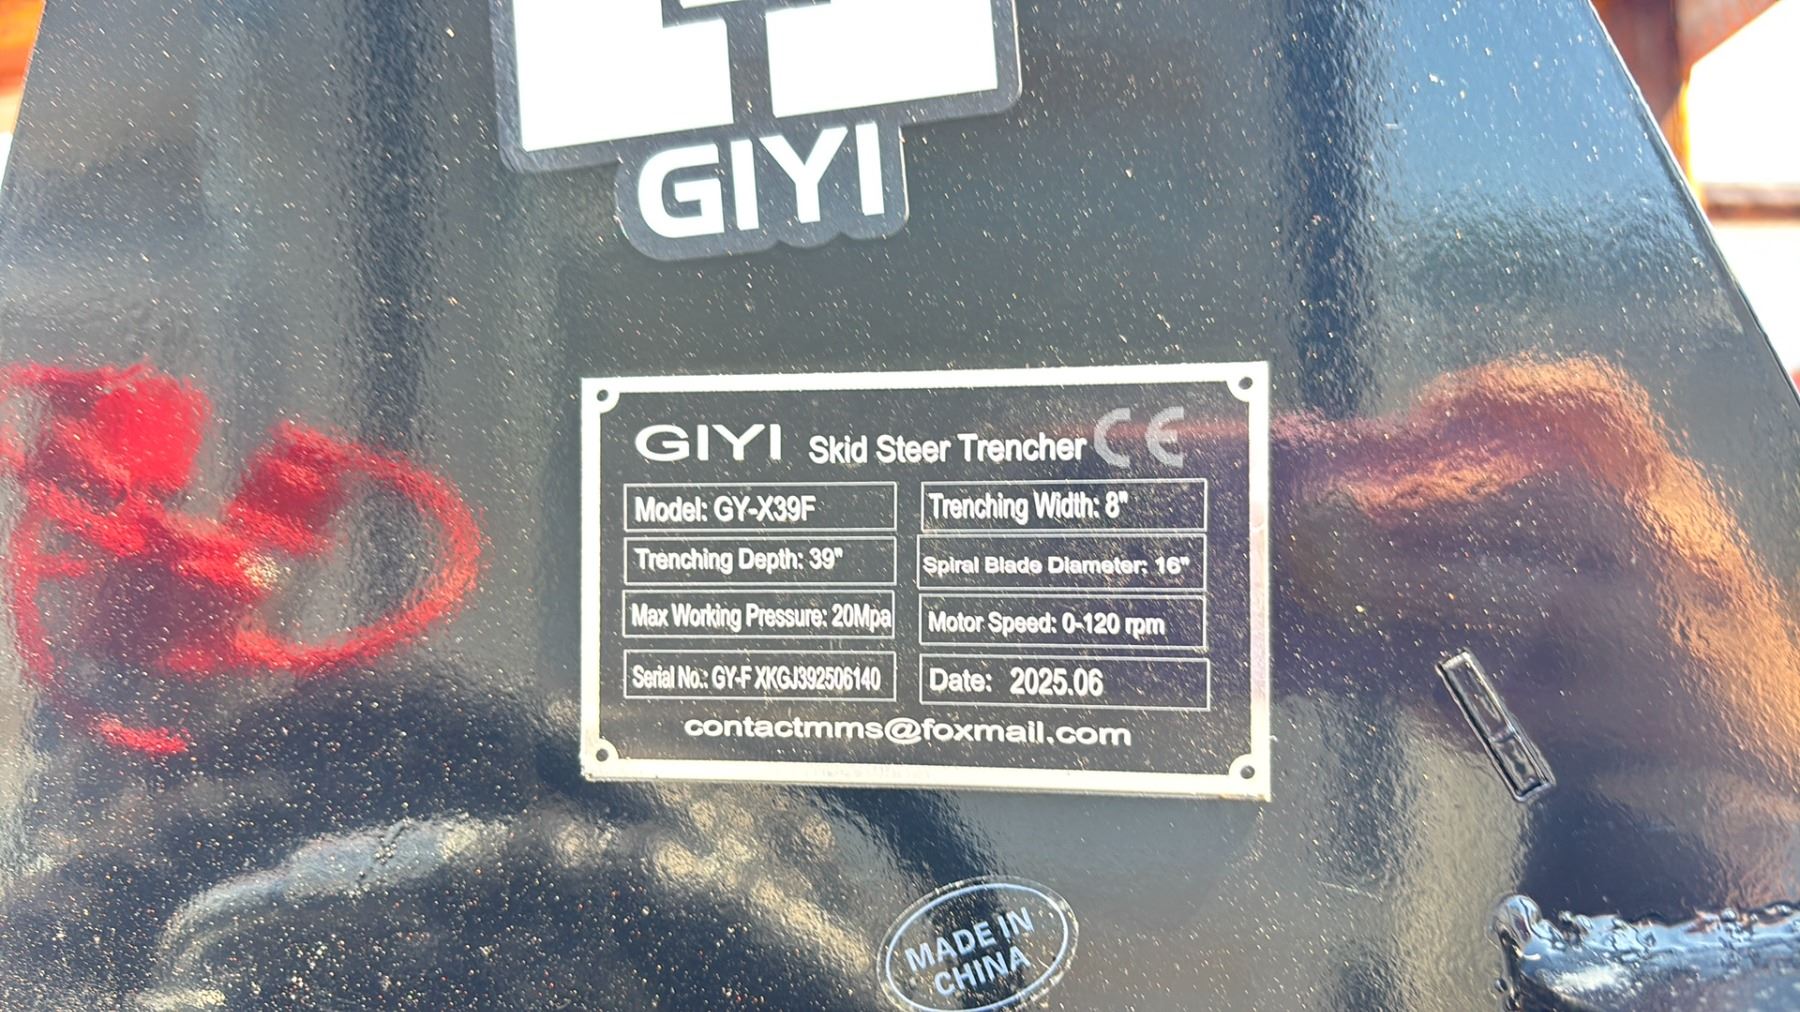 GIYI
GIYI Skid Steer Trencher CE
Model: GY-X39F
Trenching Width: 8"
Trenching Depth: 39"
Spiral Blade Diameter: 16"
Max Working Pressure: 20Mpa
Motor Speed: 0-120 rpm
Serial No.: GY-F XKGJ392506140
Date: 2025.06
contactmms@foxmail.com
MADE IN
CHINA